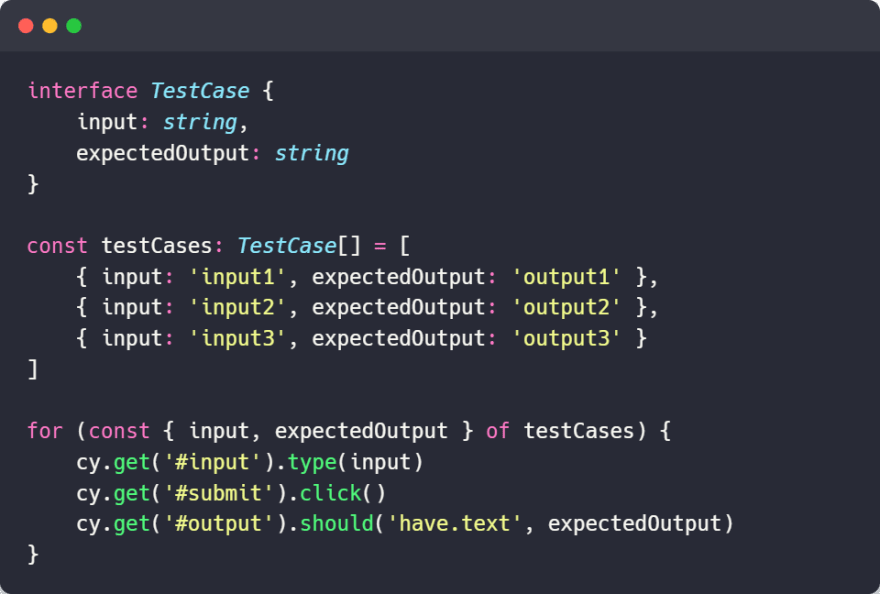 interface TestCase {
    input: string,
    expectedOutput: string
}

const testCases: TestCase[] = [
    { input: 'input1', expectedOutput: 'output1' },
    { input: 'input2', expectedOutput: 'output2' },
    { input: 'input3', expectedOutput: 'output3' }
]

for (const { input, expectedOutput } of testCases) {
    cy.get('#input').type(input)
    cy.get('#submit').click()
    cy.get('#output').should('have.text', expectedOutput)
}